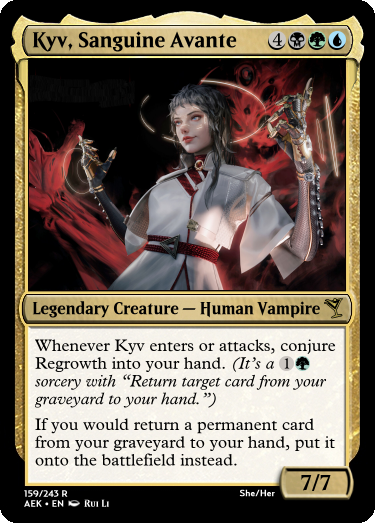 Kyv, Sanguine Avante 4
Legendary Creature — Human Vampire
Whenever Kyv enters or attacks, conjure
Regrowth into your hand. (It's a 1
sorcery with "Return target card from your
graveyard to your hand.")
If you would return a permanent card
from your graveyard to your hand, put it
onto the battlefield instead.
7/7
159/243 R She/Her
AEK • EN Rui Li